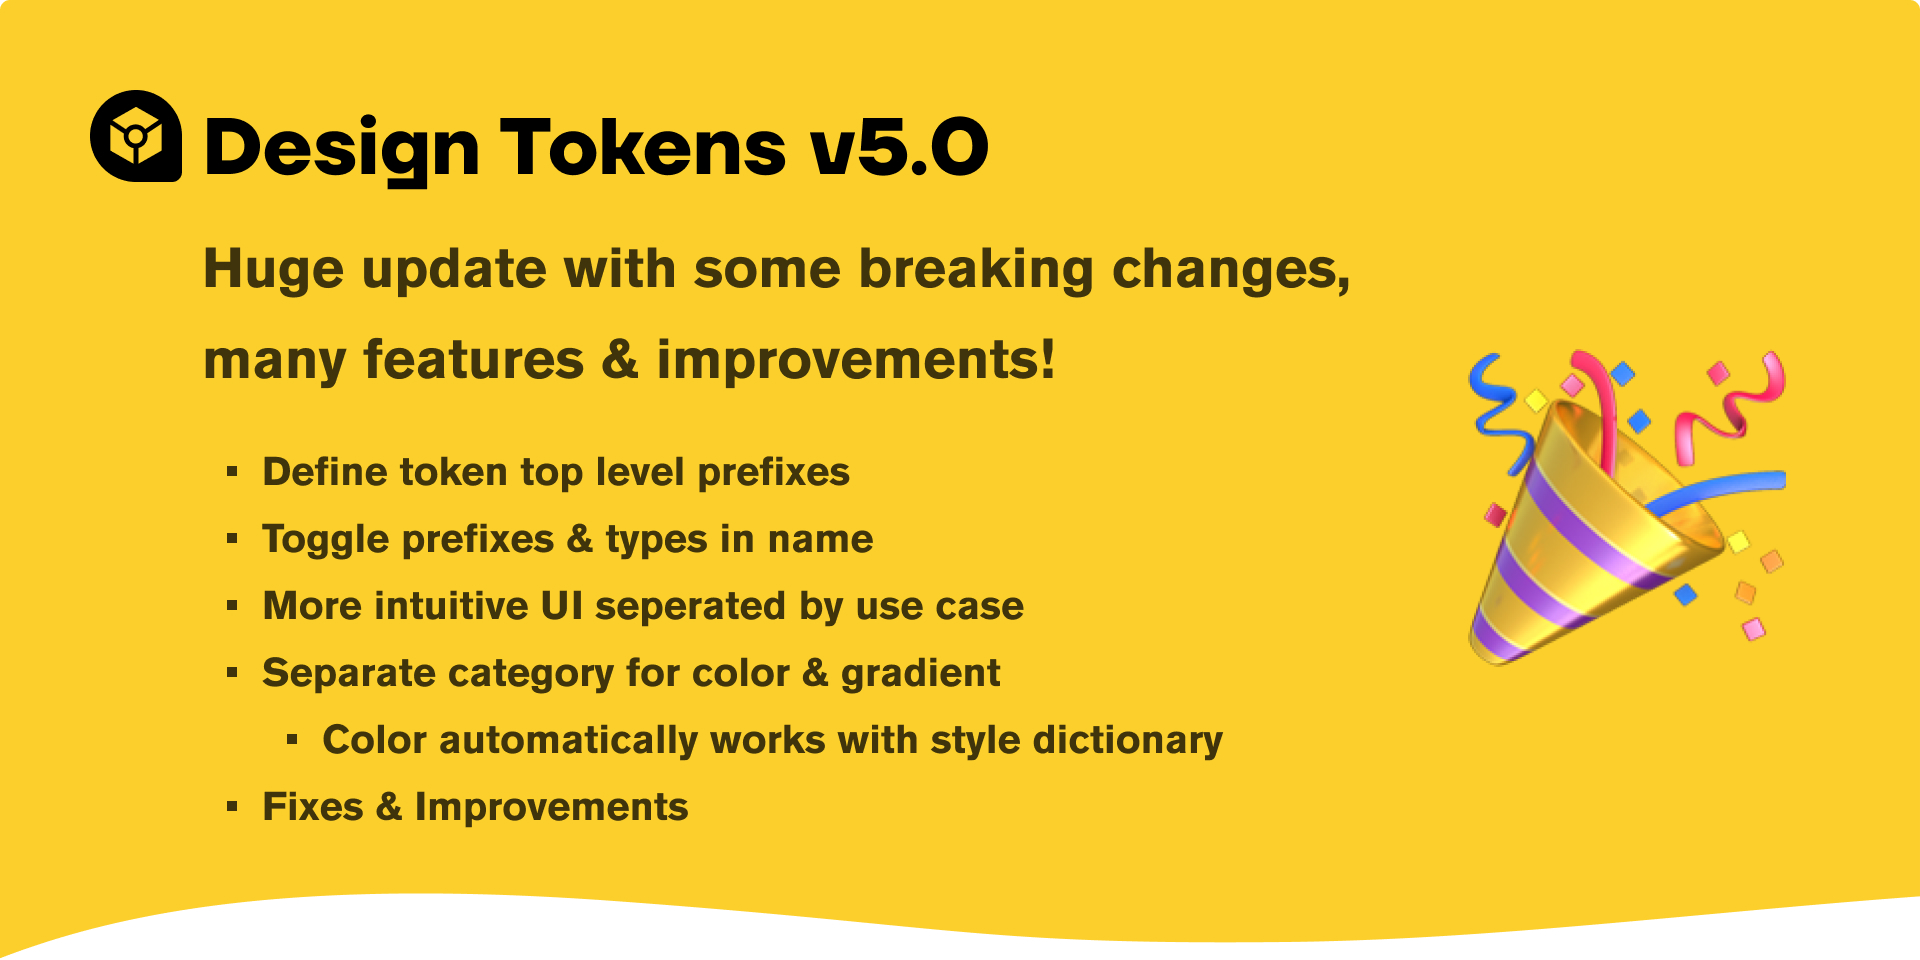 Design Tokens v5.0
Huge update with some breaking changes,
many features & improvements!
▪ Define token top level prefixes
▪ Toggle prefixes & types in name
▪ More intuitive UI seperated by use case
▪ Separate category for color & gradient
▪ Color automatically works with style dictionary
▪ Fixes & Improvements